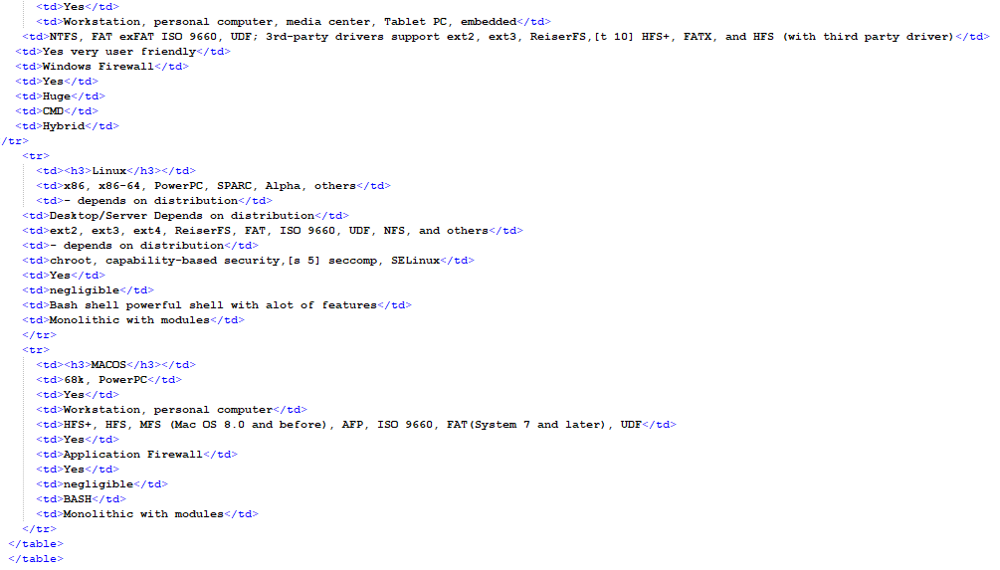 <td>Yes</td>
<td>Workstation, personal computer, media center, Tablet PC, embedded</td>
<td>NTFS, FAT exFAT ISO 9660, UDF; 3rd-party drivers support ext2, ext3, ReiserFS,[t 10] HFS+, FATX, and HFS (with third party driver)</td>
<td>Yes very user friendly</td>
<td>Windows Firewall</td>
<td>Yes</td>
<td>Huge</td>
<td>CMD</td>
<td>Hybrid</td>
/tr>
<tr>
<td><h3>Linux</h3></td>
<td>x86, x86-64, PowerPC, SPARC, Alpha, others</td>
<td>- depends on distribution</td>
<td>Desktop/Server Depends on distribution</td>
<td>ext2, ext3, ext4, ReiserFS, FAT, ISO 9660, UDF, NFS, and others</td>
<td>- depends on distribution</td>
<td>chroot, capability-based security,[s 5] seccomp, SELinux</td>
<td>Yes</td>
<td>negligible</td>
<td>Bash shell powerful shell with alot of features</td>
<td>Monolithic with modules</td>
</tr>
<tr>
<td><h3>MACOS</h3></td>
<td>68k, PowerPC</td>
<td>Yes</td>
<td>Workstation, personal computer</td>
<td>HFS+, HFS, MFS (Mac OS 8.0 and before), AFP, ISO 9660, FAT(System 7 and later), UDF</td>
<td>Yes</td>
<td>Application Firewall</td>
<td>Yes</td>
<td>negligible</td>
<td>BASH</td>
<td>Monolithic with modules</td>
</tr>
</table>
</table>